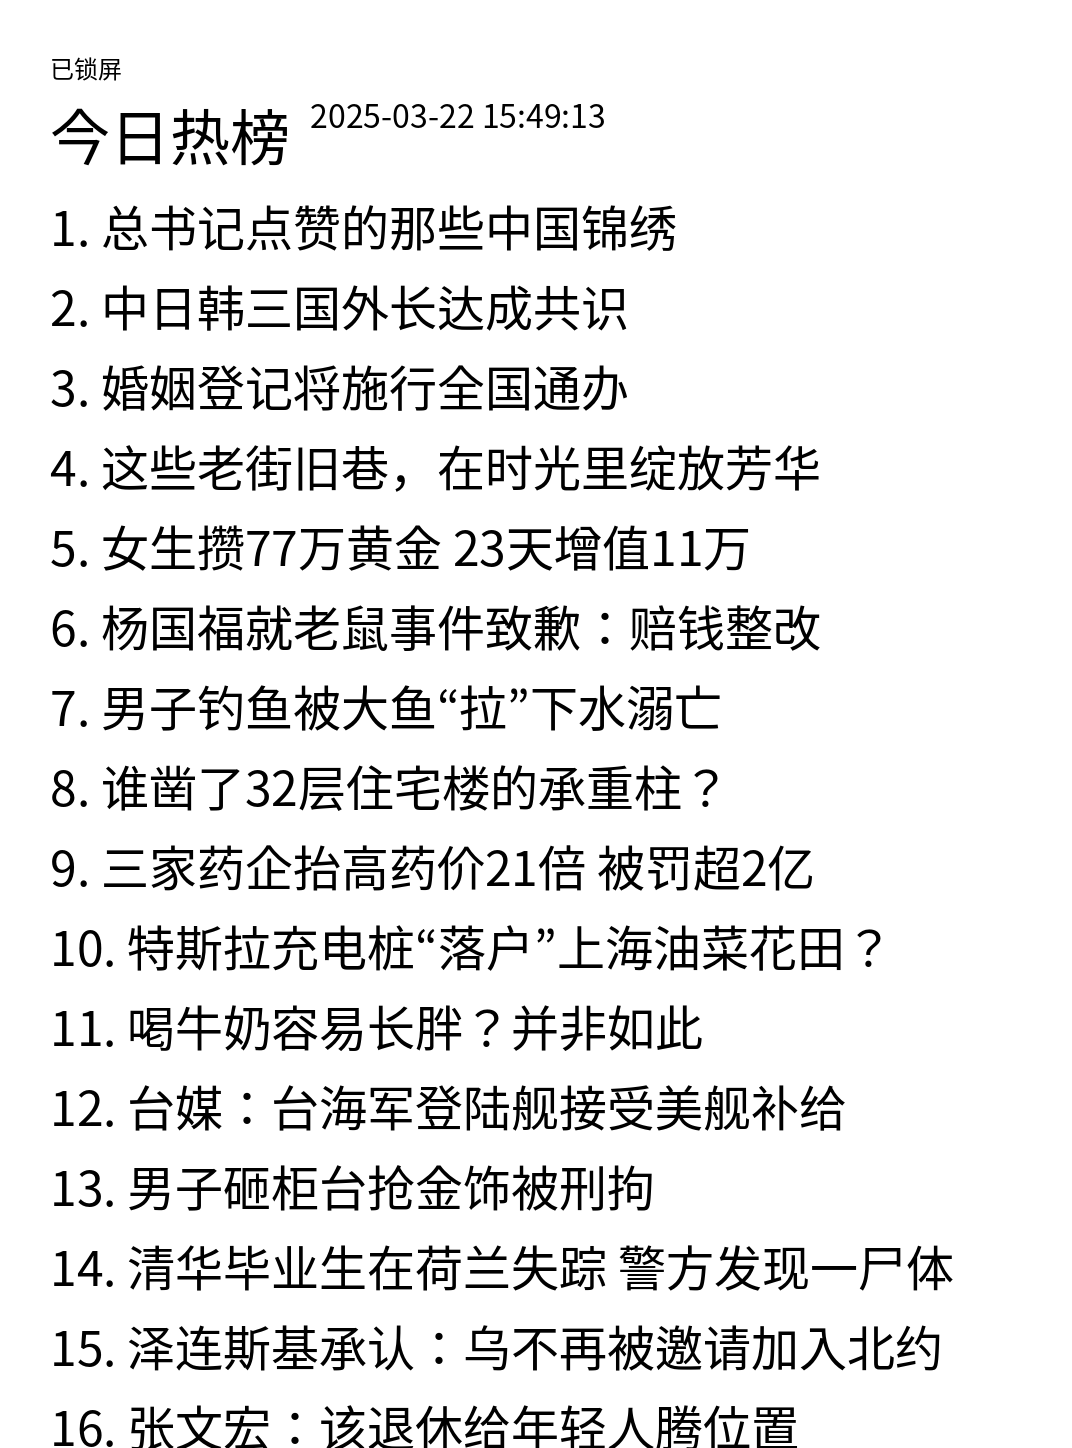 已锁屏
今日热榜 2025-03-22 15:49:13
1. 总书记点赞的那些中国锦绣
2. 中日韩三国外长达成共识
3. 婚姻登记将施行全国通办
4. 这些老街旧巷，在时光里绽放芳华
5. 女生攒77万黄金 23天增值11万
6. 杨国福就老鼠事件致歉：赔钱整改
7. 男子钓鱼被大鱼“拉”下水溺亡
8. 谁凿了32层住宅楼的承重柱？
9. 三家药企抬高药价21倍 被罚超2亿
10. 特斯拉充电桩“落户”上海油菜花田？
11. 喝牛奶容易长胖？并非如此
12. 台媒：台海军登陆舰接受美舰补给
13. 男子砸柜台抢金饰被刑拘
14. 清华毕业生在荷兰失踪 警方发现一尸体
15. 泽连斯基承认：乌不再被邀请加入北约
16. 张文宏：该退休给年轻人腾位置